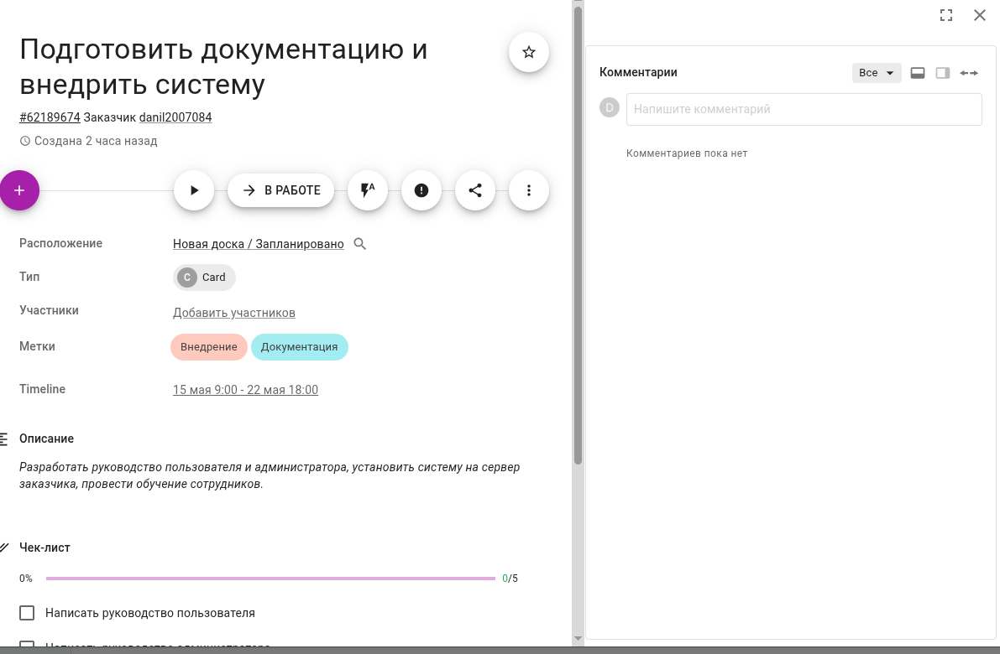 Подготовить документацию и
внедрить систему
#62189674 Заказчик danil2007084
Создана 2 часа назад
В РАБОТЕ
Расположение
Новая доска / Запланировано
Тип
C Card
Участники
Добавить участников
Метки
Внедрение Документация
Timeline
15 мая 9:00 - 22 мая 18:00
Описание
Разработать руководство пользователя и администратора, установить систему на сервер
заказчика, провести обучение сотрудников.
Чек-лист
0% 0/5
Написать руководство пользователя
Написать руководство администратора
Комментарии
Все
D
Напишите комментарий
Комментариев пока нет